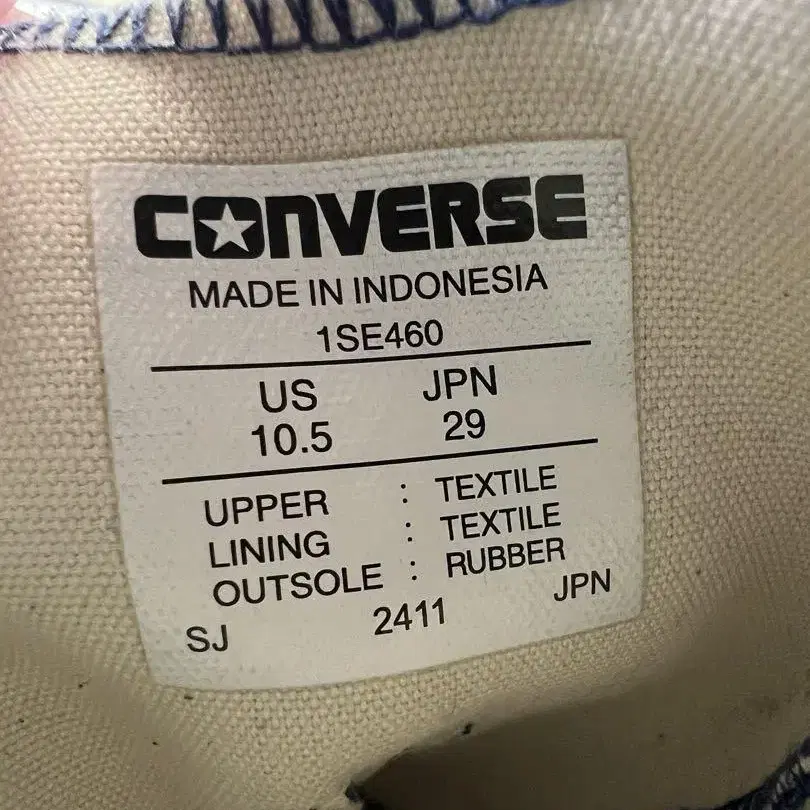 CONVERSE
MADE IN INDONESIA
1SE460
US JPN
10.5 29
UPPER : TEXTILE
LINING : TEXTILE
OUTSOLE : RUBBER
SJ 2411 JPN